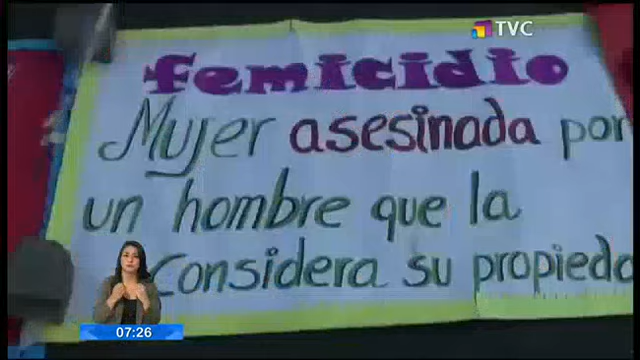 TVC
femicidio
Mujer asesinada por
un hombre que la
considera su propieda
07:26